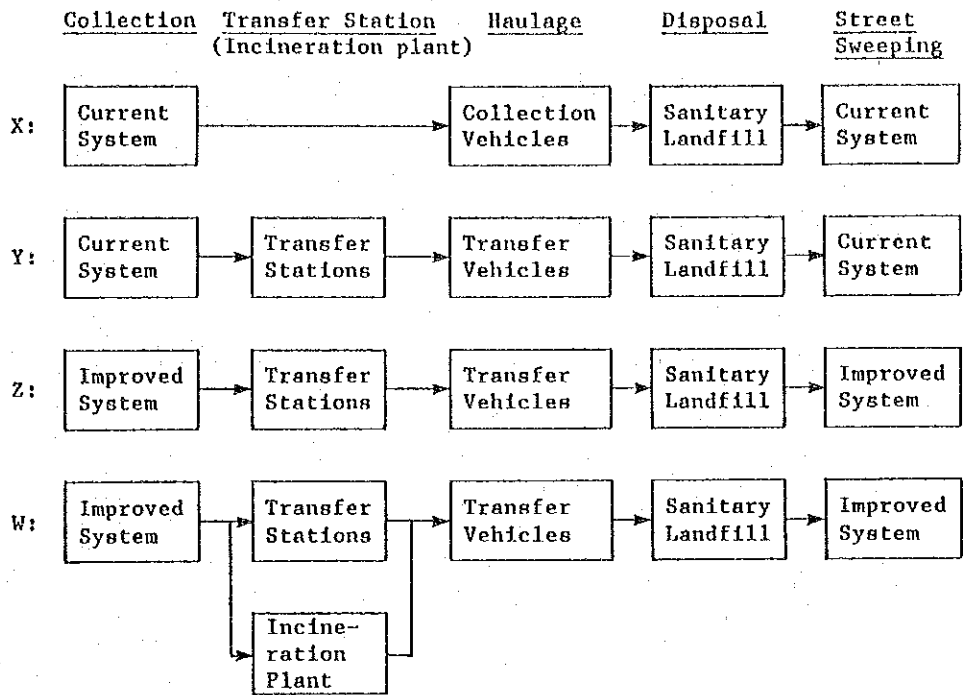 Collection Transfer Station Haulage Disposal Street
(Incineration plant) Sweeping
X:
Current
System
Collection
Vehicles
Sanitary
Landfill
Current
System
Y:
Current
System
Transfer
Stations
Transfer
Vehicles
Sanitary
Landfill
Current
System
Z:
Improved
System
Transfer
Stations
Transfer
Vehicles
Sanitary
Landfill
Improved
System
W:
Improved
System
Transfer
Stations
Transfer
Vehicles
Sanitary
Landfill
Improved
System
Incine-
ration
Plant